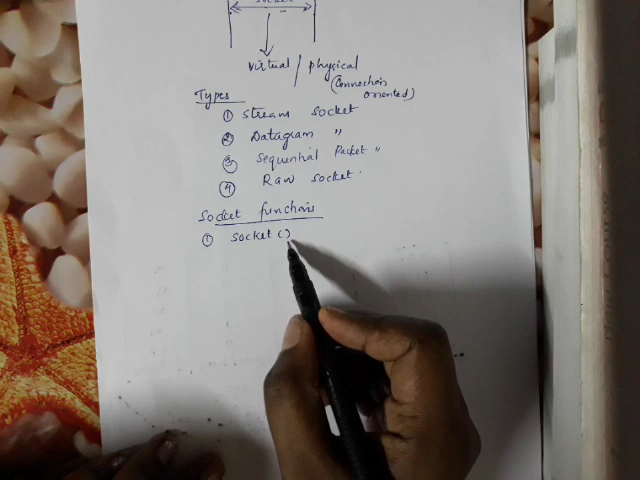 socket
virtual / physical
(Connection
oriented)
Types
① Stream Socket
② Datagram "
③ Sequential Packet "
④ Raw Socket
Socket functions
① Socket ()